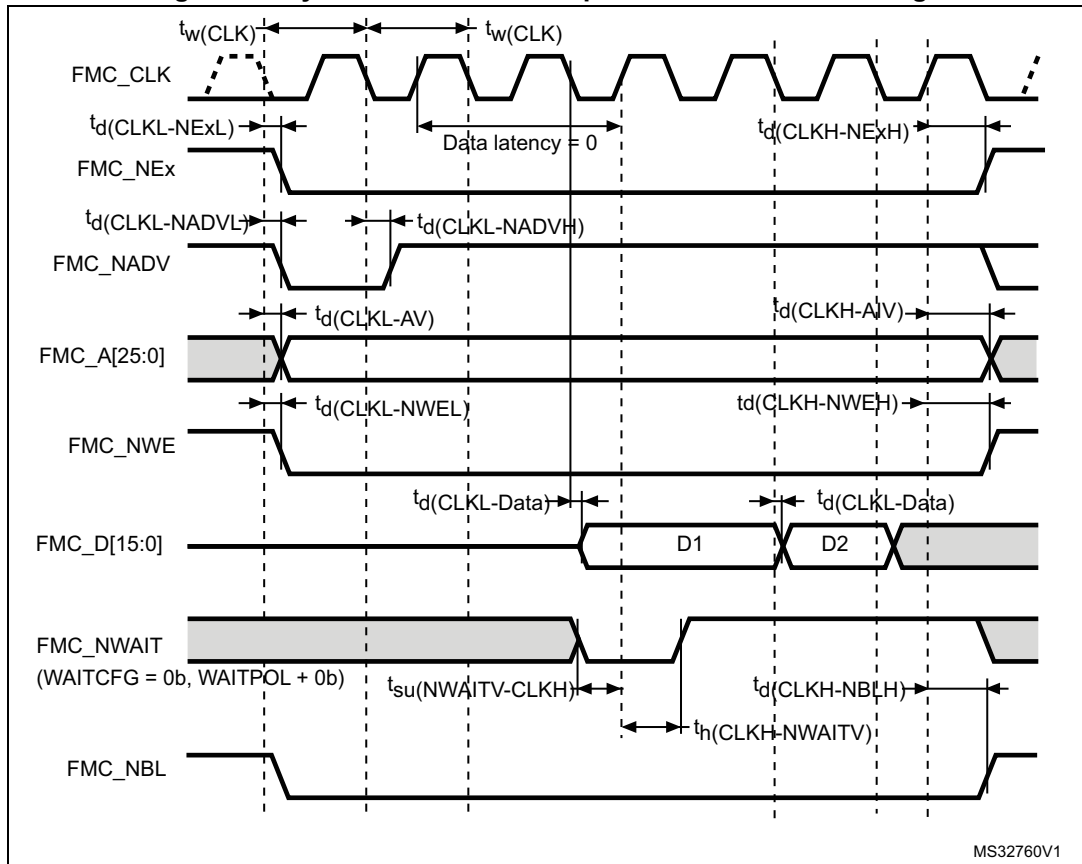 tw(CLK) tw(CLK)
FMC_CLK
td(CLKL-NExL) Data latency = 0 td(CLKH-NExH)
FMC_NEx
td(CLKL-NADVL) td(CLKL-NADVH)
FMC_NADV
td(CLKL-AV) td(CLKH-AIV)
FMC_A[25:0]
td(CLKL-NWEL) td(CLKH-NWEH)
FMC_NWE
td(CLKL-Data) td(CLKL-Data)
FMC_D[15:0] D1 D2
FMC_NWAIT
(WAITCFG = 0b, WAITPOL + 0b)
tsu(NWAITV-CLKH) td(CLKH-NBLH)
th(CLKH-NWAITV)
FMC_NBL
MS32760V1